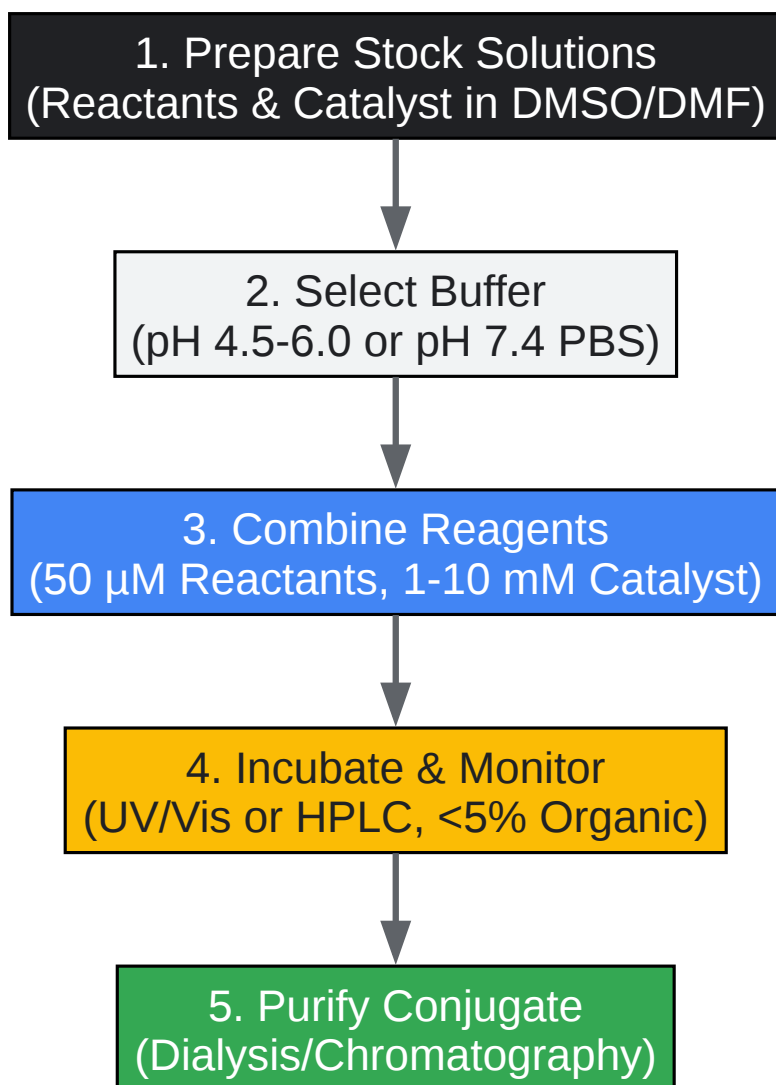 1. Prepare Stock Solutions
(Reactants & Catalyst in DMSO/DMF)
2. Select Buffer
(pH 4.5-6.0 or pH 7.4 PBS)
3. Combine Reagents
(50 µM Reactants, 1-10 mM Catalyst)
4. Incubate & Monitor
(UV/Vis or HPLC, <5% Organic)
5. Purify Conjugate
(Dialysis/Chromatography)